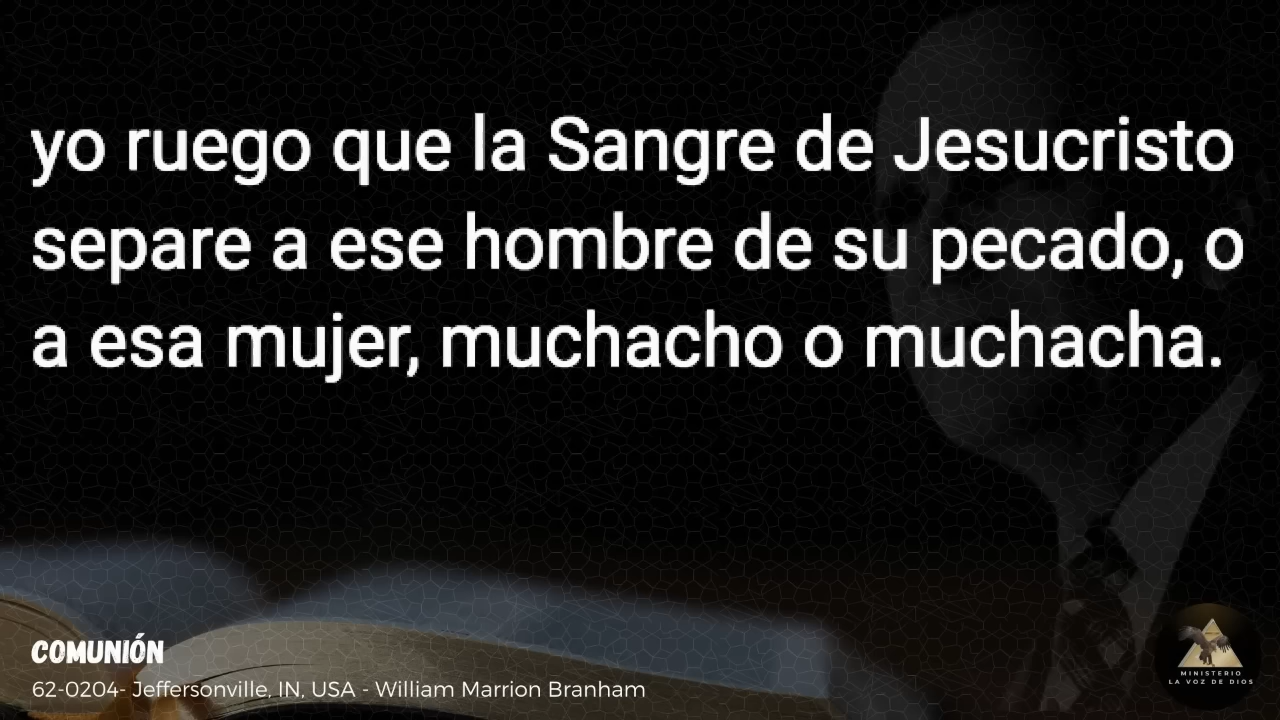 yo ruego que la Sangre de Jesucristo
separe a ese hombre de su pecado, o
a esa mujer, muchacho o muchacha.
COMUNIÓN
62-0204- Jeffersonville, IN, USA - William Marrion Branham
MINISTERIO
LA VOZ DE DIOS